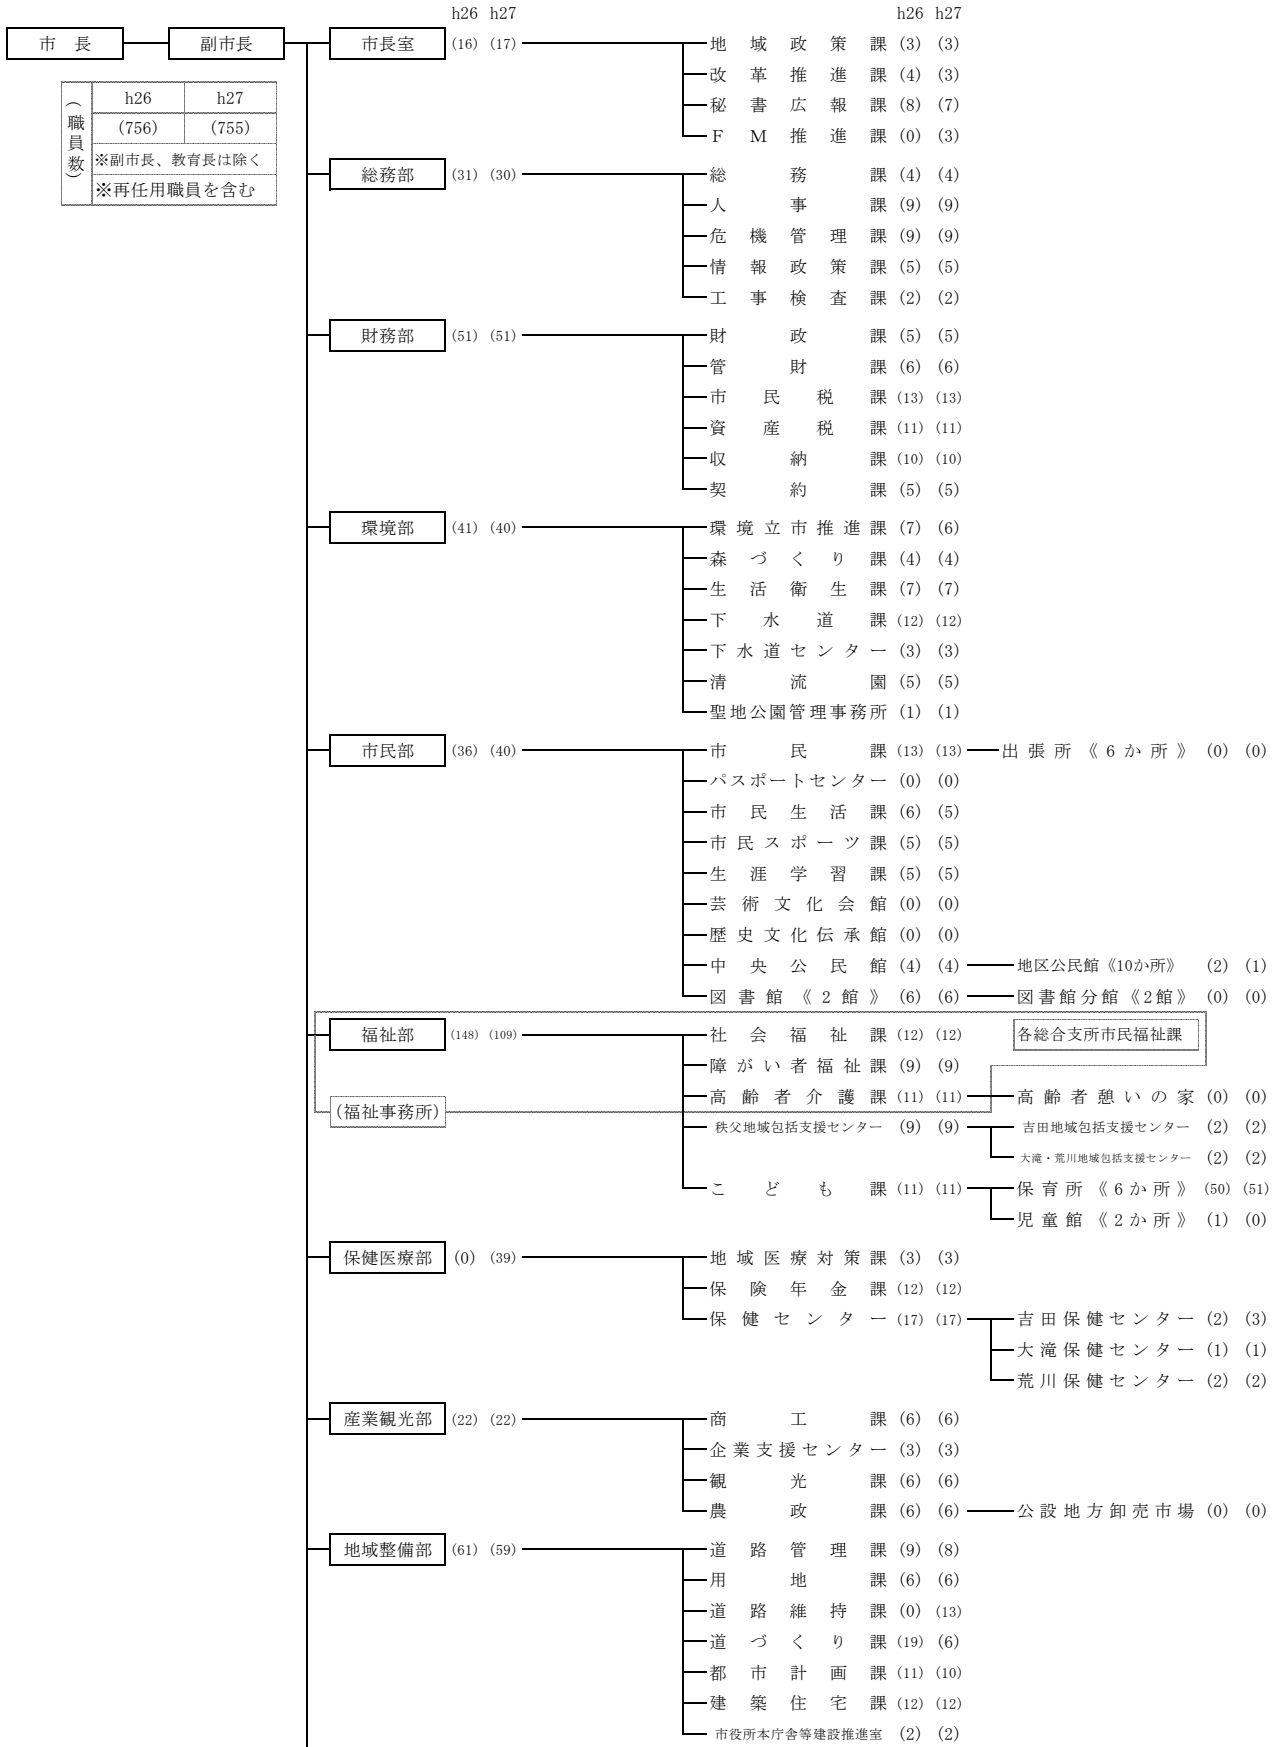 h26 h27 h26 h27
市長 副市長 市長室 (16) (17) 地域政策課 (3) (3)
改革推進課 (4) (3)
秘書広報課 (8) (7)
FM推進課 (0) (3)
(職員数)
h26 h27
(756) (755)
※副市長、教育長は除く
※再任用職員を含む
総務部 (31) (30) 総務課 (4) (4)
人事課 (9) (9)
危機管理課 (9) (9)
情報政策課 (5) (5)
工事検査課 (2) (2)
財務部 (51) (51) 財政課 (5) (5)
管財課 (6) (6)
市民税課 (13) (13)
資産税課 (11) (11)
収納課 (10) (10)
契約課 (5) (5)
環境部 (41) (40) 環境立市推進課 (7) (6)
森づくり課 (4) (4)
生活衛生課 (7) (7)
下水道課 (12) (12)
下水道センター (3) (3)
清流園 (5) (5)
聖地公園管理事務所 (1) (1)
市民部 (36) (40) 市民課 (13) (13) 出張所《6か所》 (0) (0)
パスポートセンター (0) (0)
市民生活課 (6) (5)
市民スポーツ課 (5) (5)
生涯学習課 (5) (5)
芸術文化会館 (0) (0)
歴史文化伝承館 (0) (0)
中央公民館 (4) (4) 地区公民館《10か所》 (2) (1)
図書館《2館》 (6) (6) 図書館分館《2館》 (0) (0)
福祉部 (148) (109) 社会福祉課 (12) (12) 各総合支所市民福祉課
障がい者福祉課 (9) (9)
高齢者介護課 (11) (11) 高齢者憩いの家 (0) (0)
(福祉事務所)
秩父地域包括支援センター (9) (9) 吉田地域包括支援センター (2) (2)
大滝・荒川地域包括支援センター (2) (2)
こども課 (11) (11) 保育所《6か所》 (50) (51)
児童館《2か所》 (1) (0)
保健医療部 (0) (39) 地域医療対策課 (3) (3)
保険年金課 (12) (12)
保健センター (17) (17) 吉田保健センター (2) (3)
大滝保健センター (1) (1)
荒川保健センター (2) (2)
産業観光部 (22) (22) 商工課 (6) (6)
企業支援センター (3) (3)
観光課 (6) (6)
農政課 (6) (6) 公設地方卸売市場 (0) (0)
地域整備部 (61) (59) 道路管理課 (9) (8)
用地課 (6) (6)
道路維持課 (0) (13)
道づくり課 (19) (6)
都市計画課 (11) (10)
建築住宅課 (12) (12)
市役所本庁舎等建設推進室 (2) (2)